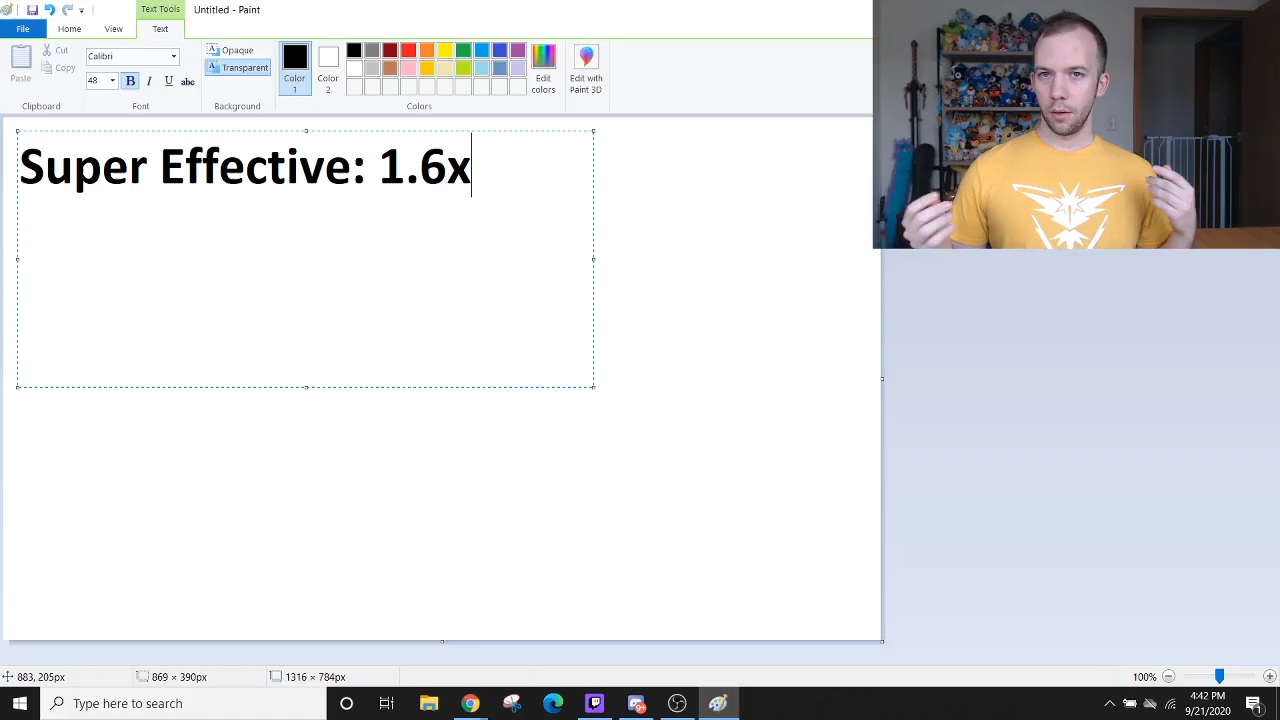 Text Tools
Untitled - Paint
File
Home
View
Text
Paste
Cut
Copy
Clipboard
Calibri
48
B
I
U
abc
Font
Opaque
Transparent
Background
Color 1
Color 2
Colors
Edit colors
Edit with Paint 3D
Super Effective: 1.6x
883, 205px
869 × 390px
1316 × 784px
100%
Type here to search
4:42 PM
9/21/2020